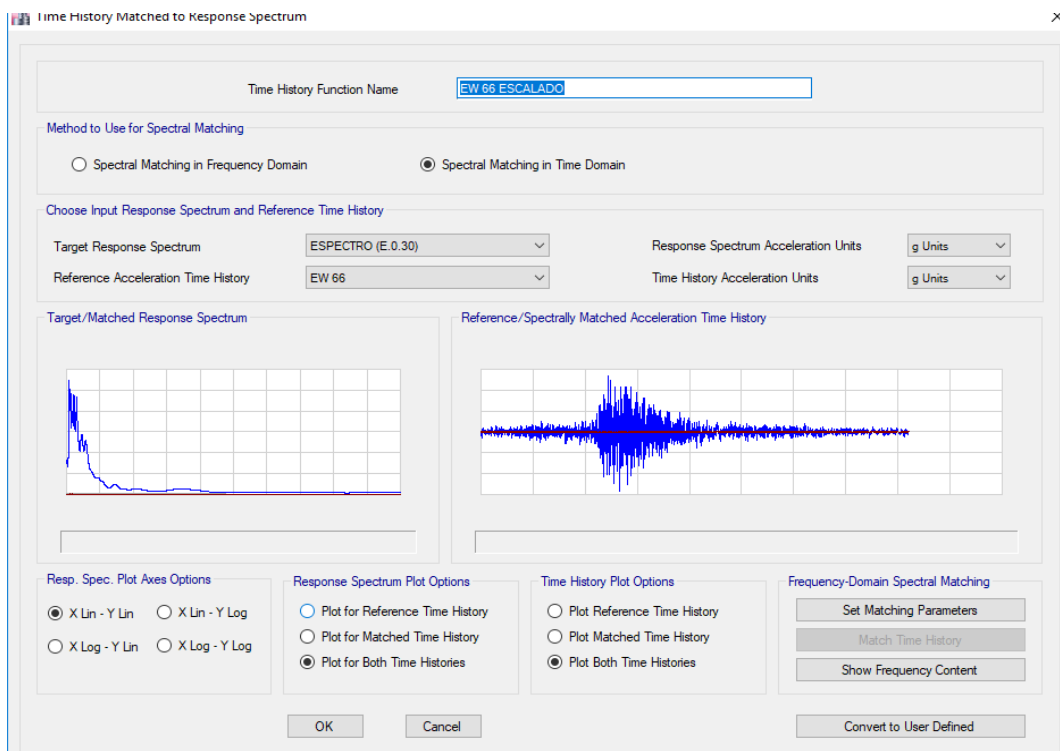 Time History Matched to Response Spectrum
Time History Function Name EW 66 ESCALADO
Method to Use for Spectral Matching
Spectral Matching in Frequency Domain Spectral Matching in Time Domain
Choose Input Response Spectrum and Reference Time History
Target Response Spectrum ESPECTRO (E.0.30) Response Spectrum Acceleration Units g Units
Reference Acceleration Time History EW 66 Time History Acceleration Units g Units
Target/Matched Response Spectrum Reference/Spectrally Matched Acceleration Time History
Resp. Spec. Plot Axes Options
X Lin - Y Lin X Lin - Y Log
X Log - Y Lin X Log - Y Log
Response Spectrum Plot Options
Plot for Reference Time History
Plot for Matched Time History
Plot for Both Time Histories
Time History Plot Options
Plot Reference Time History
Plot Matched Time History
Plot Both Time Histories
Frequency-Domain Spectral Matching
Set Matching Parameters
Match Time History
Show Frequency Content
OK Cancel Convert to User Defined